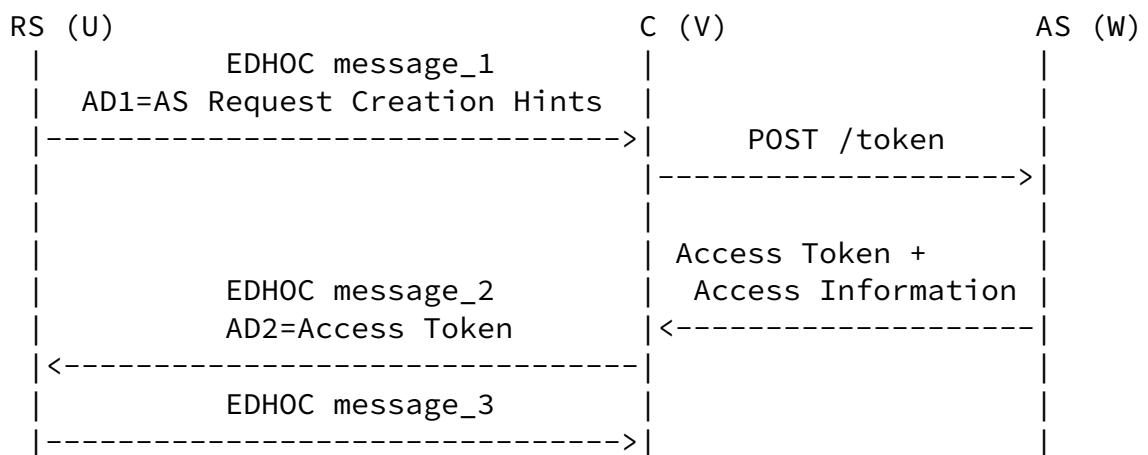 RS (U) C (V) AS (W)
EDHOC message_1
AD1=AS Request Creation Hints
POST /token
Access Token +
EDHOC message_2 Access Information
AD2=Access Token
EDHOC message_3